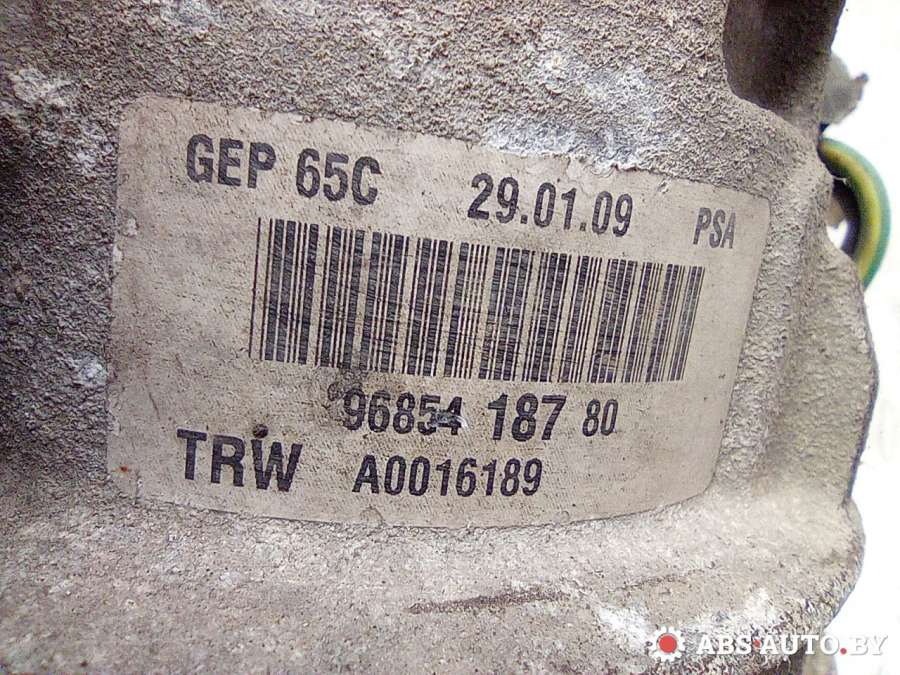 GEP 65C 29.01.09 PSA
96854 187 80
TRW A0016189
ABS-AUTO.BY